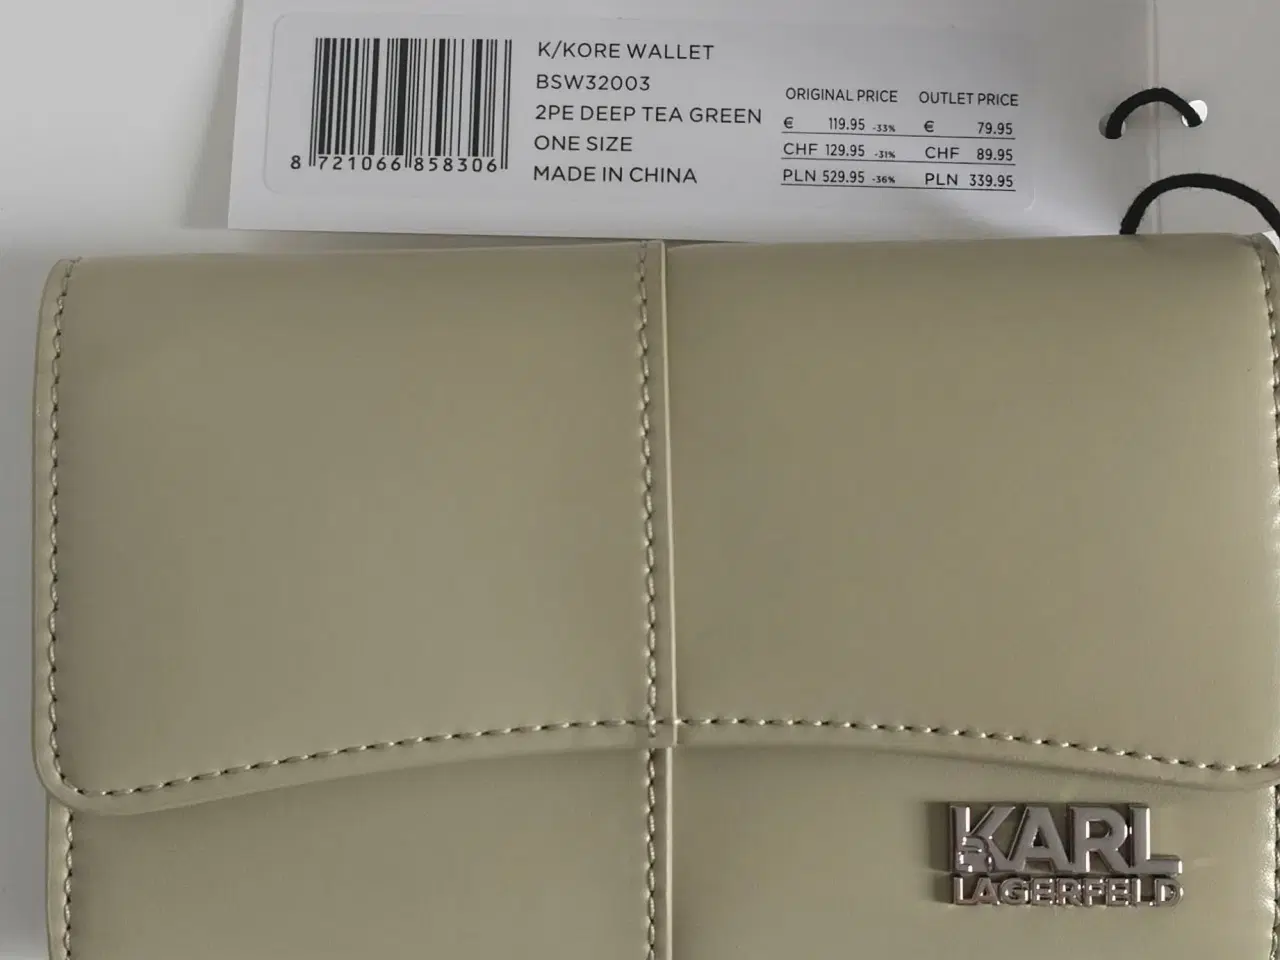 K/KORE WALLET
BSW32003
2PE DEEP TEA GREEN
ONE SIZE
MADE IN CHINA
8 721066 858306
ORIGINAL PRICE OUTLET PRICE
€ 119.95 -33% € 79.95
CHF 129.95 -31% CHF 89.95
PLN 529.95 -36% PLN 339.95
KARL
LAGERFELD